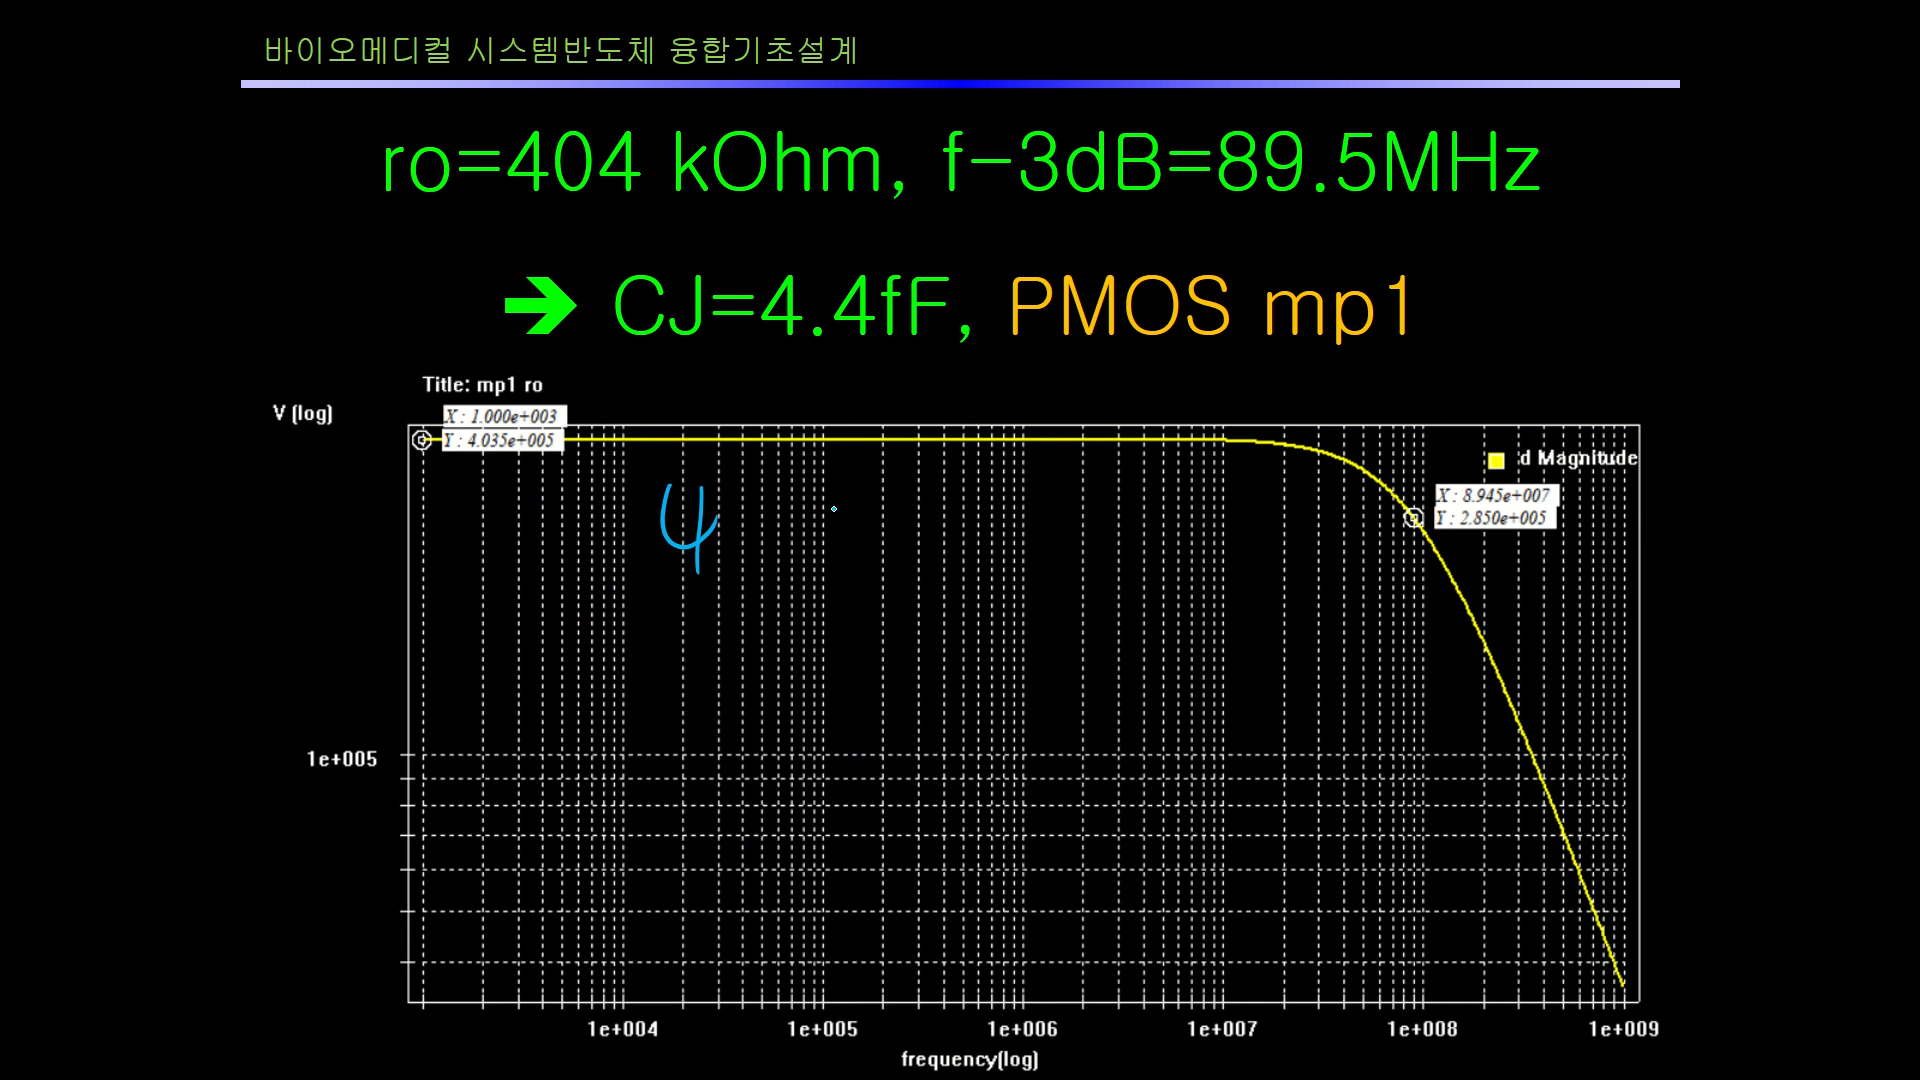 바이오메디컬 시스템반도체 융합기초설계
ro=404 kOhm, f-3dB=89.5MHz
➔ CJ=4.4fF, PMOS mp1
Title: mp1 ro
V (log)
X : 1.000e+003
Y : 4.035e+005
d Magnitude
X : 8.945e+007
Y : 2.850e+005
4
1e+005
1e+004 1e+005 1e+006 1e+007 1e+008 1e+009
frequency(log)